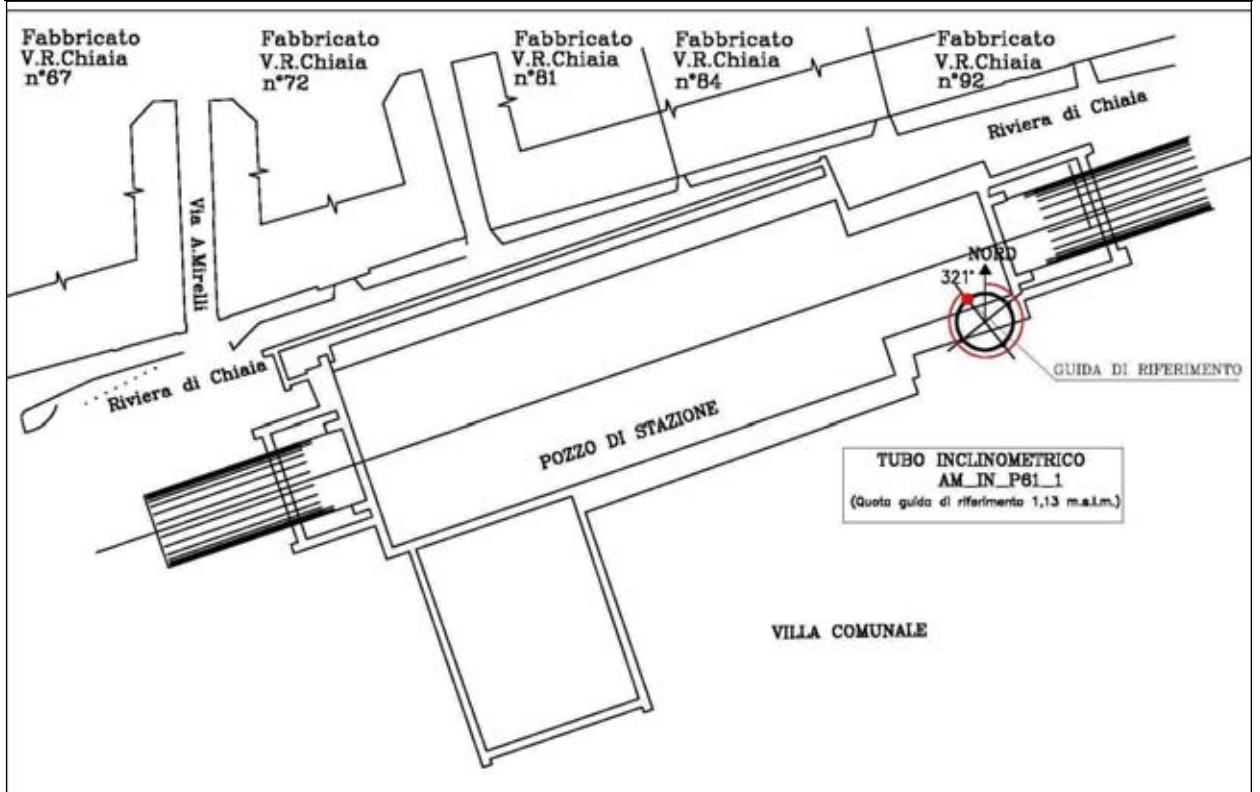 Fabbricato
V.R.Chiaia
n°67
Fabbricato
V.R.Chiaia
n°72
Fabbricato
V.R.Chiaia
n°81
Fabbricato
V.R.Chiaia
n°84
Fabbricato
V.R.Chiaia
n°92
Riviera di Chiaia
Via A.Mirelli
NORD
321°
Riviera di Chiaia
GUIDA DI RIFERIMENTO
POZZO DI STAZIONE
TUBO INCLINOMETRICO
AM_IN_P61_1
(Quota guida di riferimento 1,13 m.s.l.m.)
VILLA COMUNALE